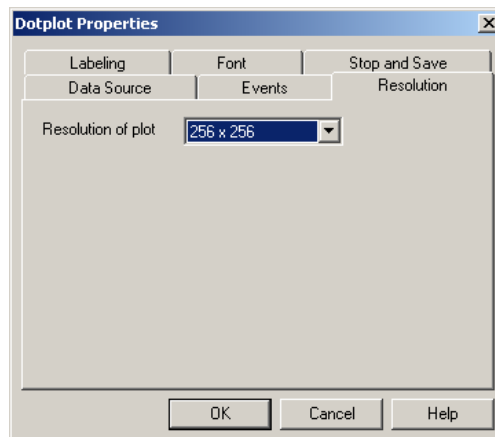 Dotplot Properties
Labeling Font Stop and Save
Data Source Events Resolution
Resolution of plot 256 x 256
OK Cancel Help